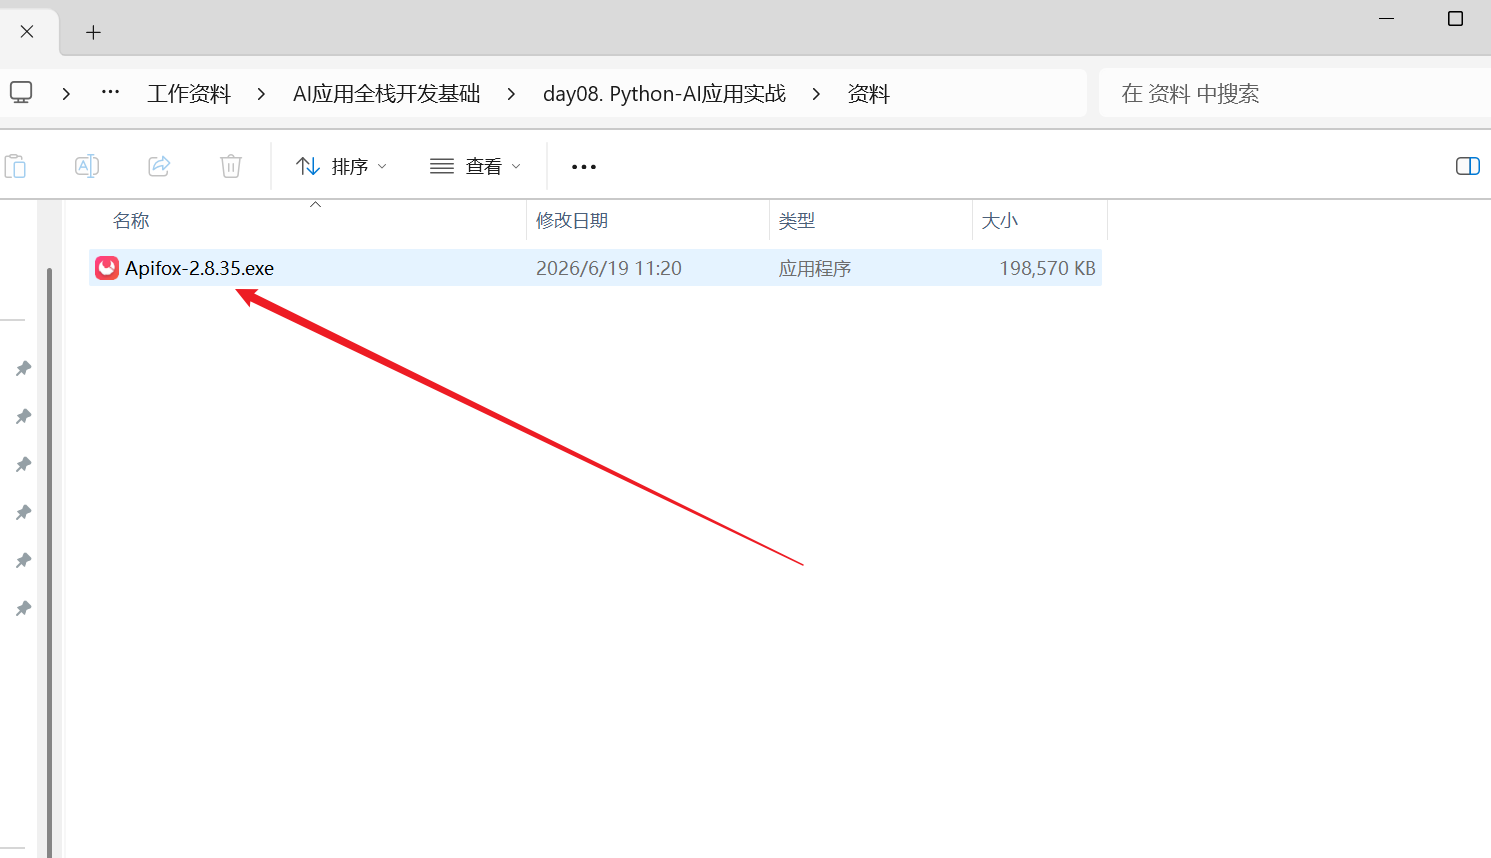 工作资料 AI应用全栈开发基础 day08. Python-AI应用实战 资料 在 资料 中搜索
排序 查看
名称 修改日期 类型 大小
Apifox-2.8.35.exe 2026/6/19 11:20 应用程序 198,570 KB